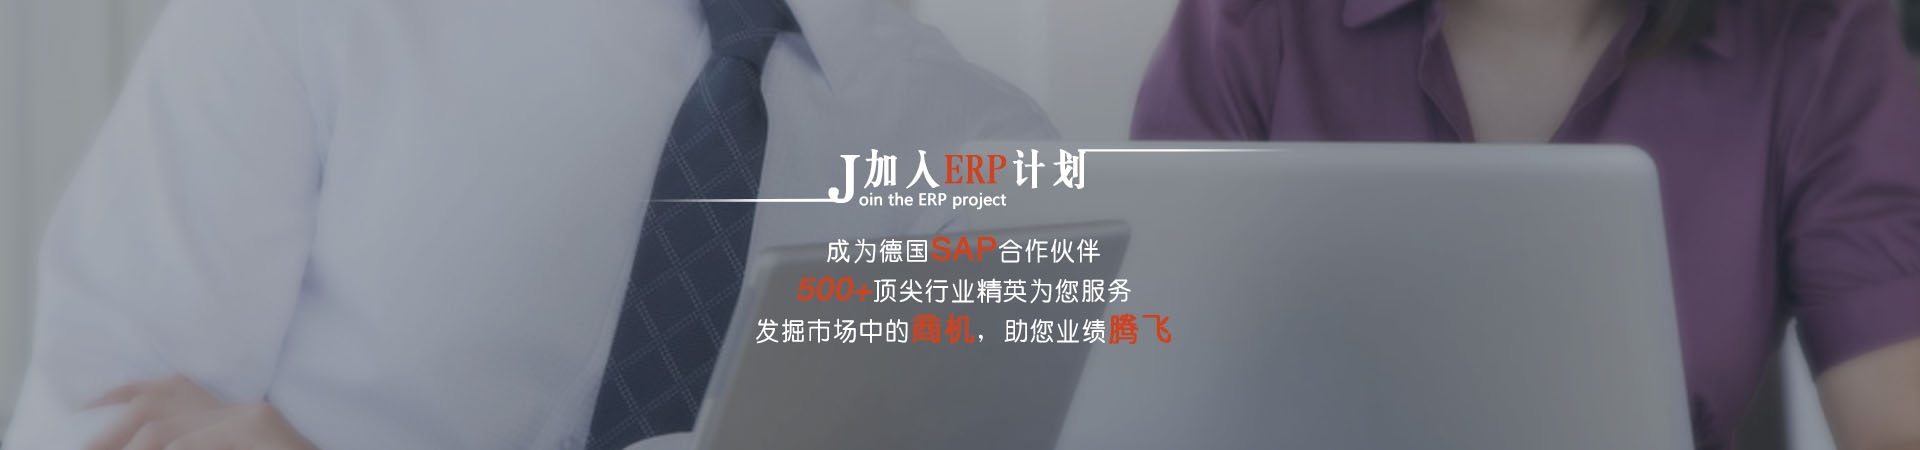 加入ERP计划
Join the ERP project
成为德国SAP合作伙伴
500+顶尖行业精英为您服务
发掘市场中的商机，助您业绩腾飞